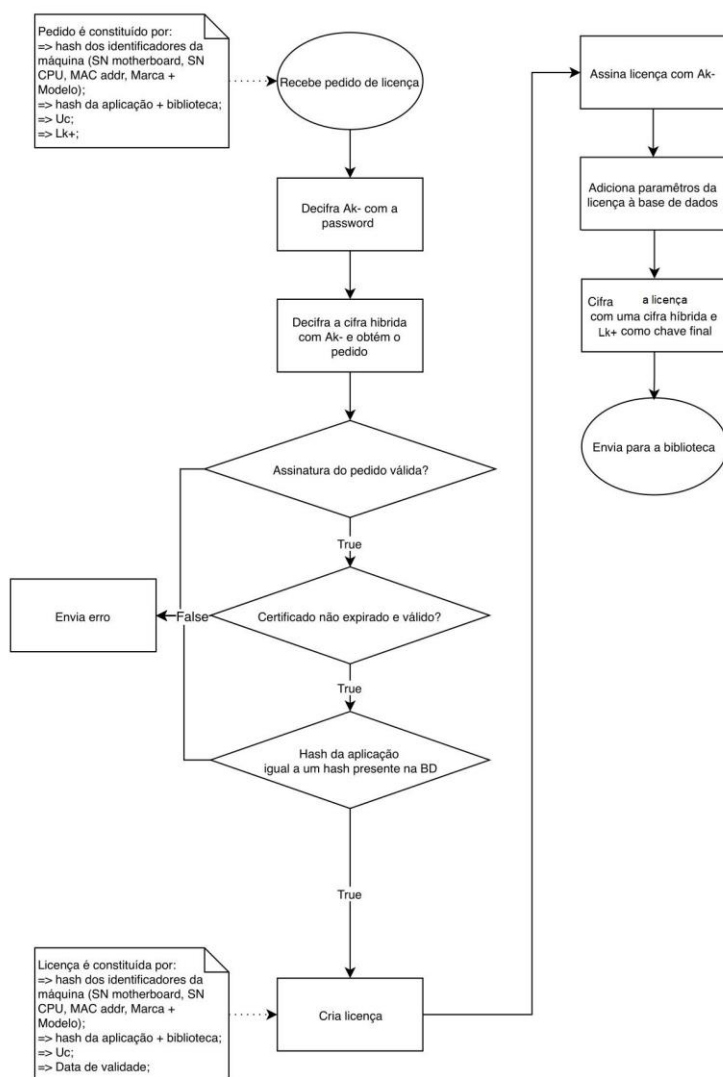 Pedido é constituído por:
=> hash dos identificadores da
máquina (SN motherboard, SN
CPU, MAC addr, Marca +
Modelo);
=> hash da aplicação + biblioteca;
=> Uc;
=> Lk+;
Recebe pedido de licença
Decifra Ak- com a
password
Decifra a cifra hibrida
com Ak- e obtém o
pedido
Assinatura do pedido válida?
True
Envia erro
False
Certificado não expirado e válido?
True
Hash da aplicação
igual a um hash presente na BD
True
Licença é constituída por:
=> hash dos identificadores da
máquina (SN motherboard, SN
CPU, MAC addr, Marca +
Modelo);
=> hash da aplicação + biblioteca;
=> Uc;
=> Data de validade;
Cria licença
Assina licença com Ak-
Adiciona paramêtros da
licença à base de dados
Cifra a licença
com uma cifra híbrida e
Lk+ como chave final
Envia para a biblioteca